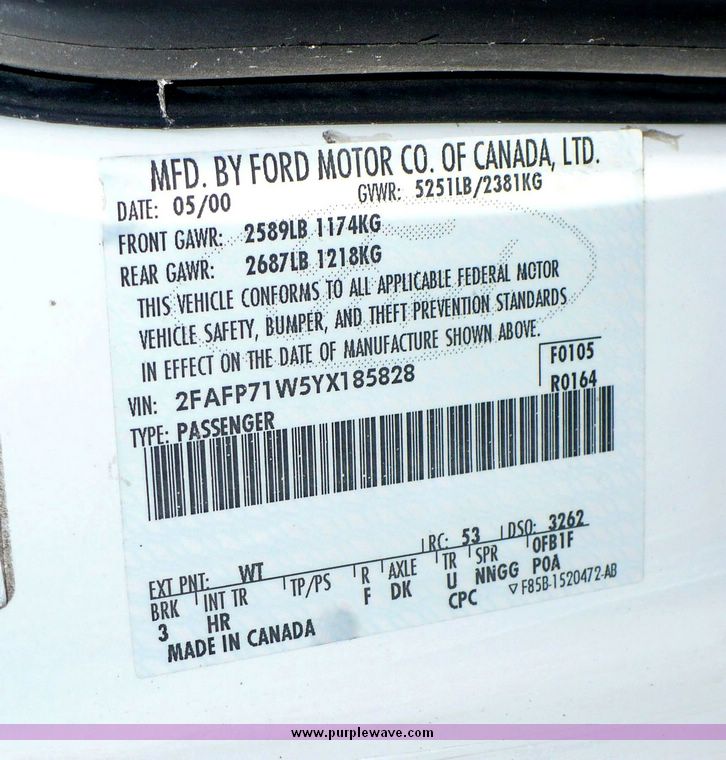 MFD. BY FORD MOTOR CO. OF CANADA, LTD.
DATE: 05/00 GVWR: 5251LB/2381KG
FRONT GAWR: 2589LB 1174KG
REAR GAWR: 2687LB 1218KG
THIS VEHICLE CONFORMS TO ALL APPLICABLE FEDERAL MOTOR
VEHICLE SAFETY, BUMPER, AND THEFT PREVENTION STANDARDS
IN EFFECT ON THE DATE OF MANUFACTURE SHOWN ABOVE.
VIN: 2FAFP71W5YX185828 F0105
TYPE: PASSENGER R0164
EXT PNT: WT RC: 53 DSO: 3262
BRK INT TR TP/PS R AXLE TR SPR 0FB1F
3 HR F DK U NNGG POA
MADE IN CANADA CPC ▽F85B-1520472-AB
www.purplewave.com